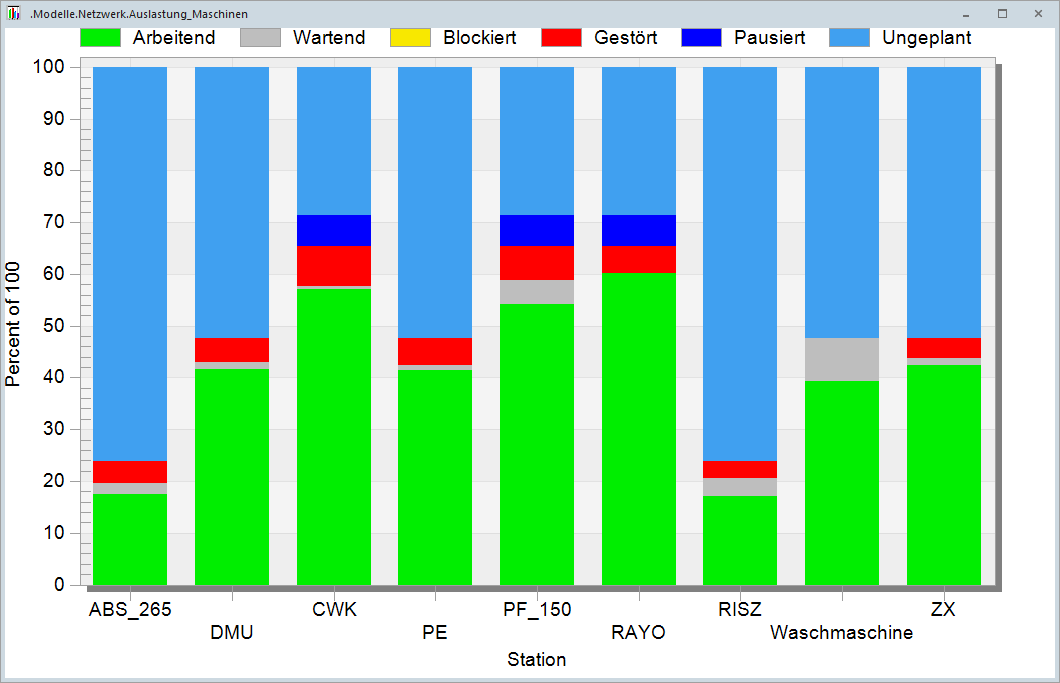 .Modelle.Netzwerk.Auslastung_Maschinen
Arbeitend Wartend Blockiert Gestört Pausiert Ungeplant
100
90
80
70
60
50
40
30
20
10
0
Percent of 100
ABS_265 CWK PF_150 RISZ ZX
DMU PE RAYO Waschmaschine
Station